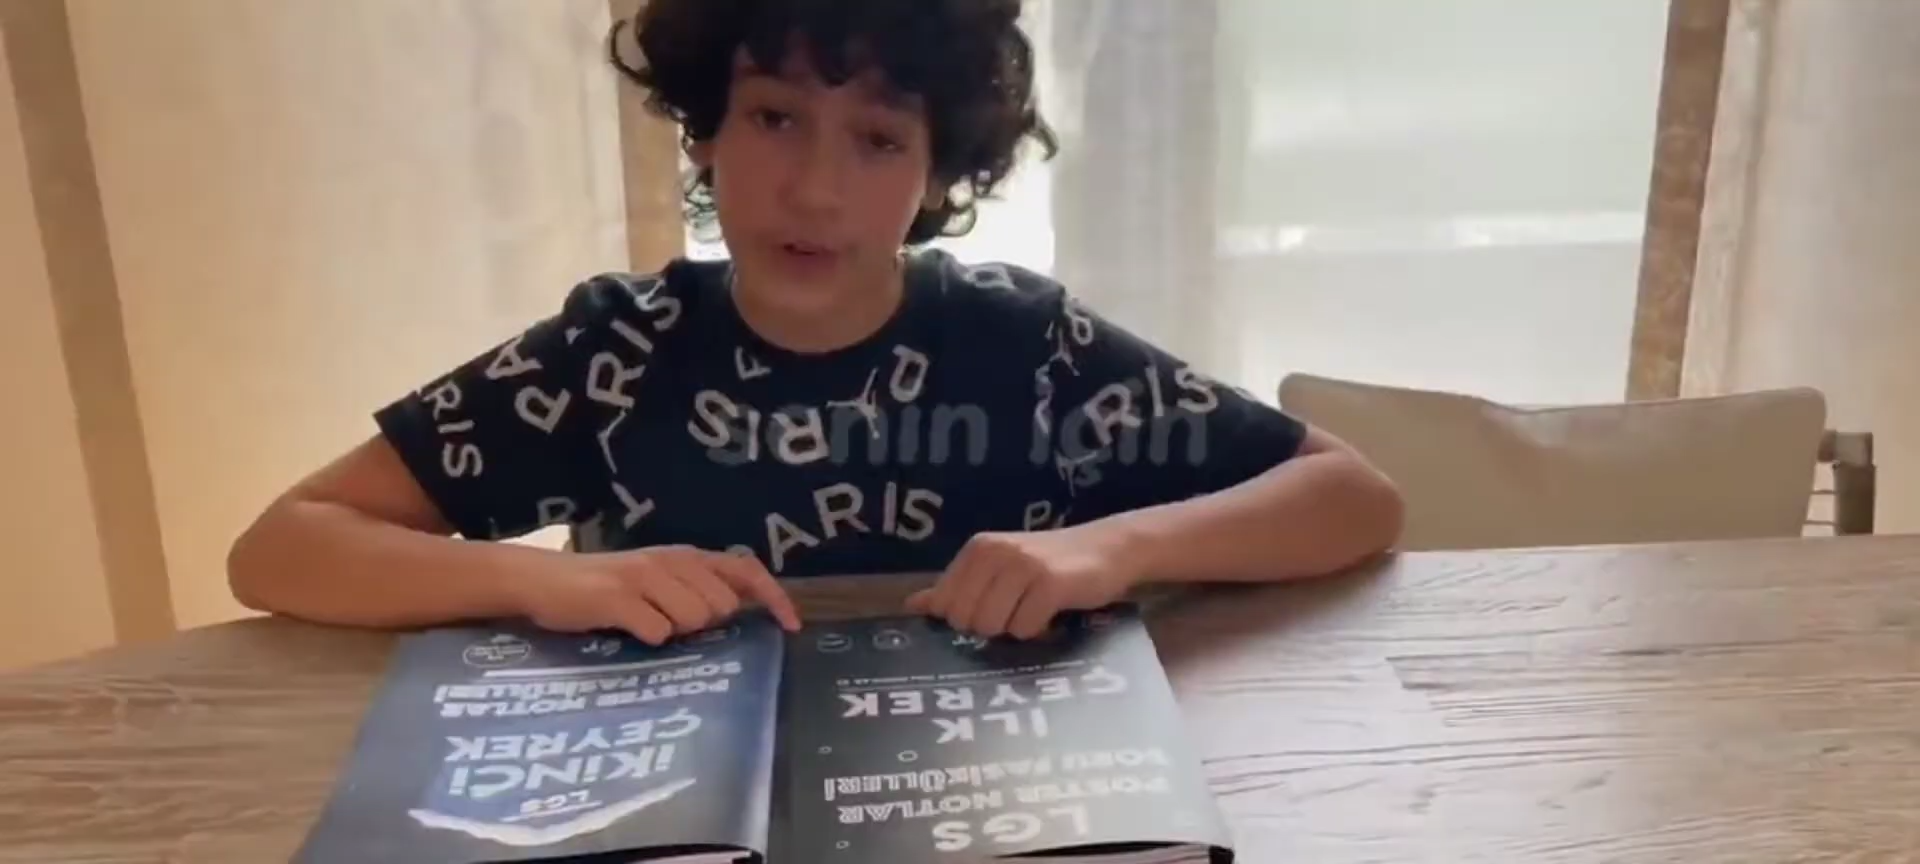 PARIS
PARIS
PARIS
PARIS
senin için
LGS
İKİNCİ
ÇEYREK
POSTER NOTLAR
SORU FASİKÜLLERİ
LGS
POSTER NOTLAR
SORU FASİKÜLLERİ
İLK
ÇEYREK